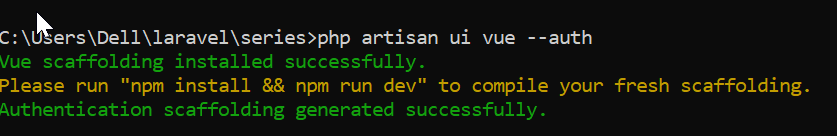 C:\Users\Dell\laravel\series>php artisan ui vue --auth
Vue scaffolding installed successfully.
Please run "npm install && npm run dev" to compile your fresh scaffolding.
Authentication scaffolding generated successfully.